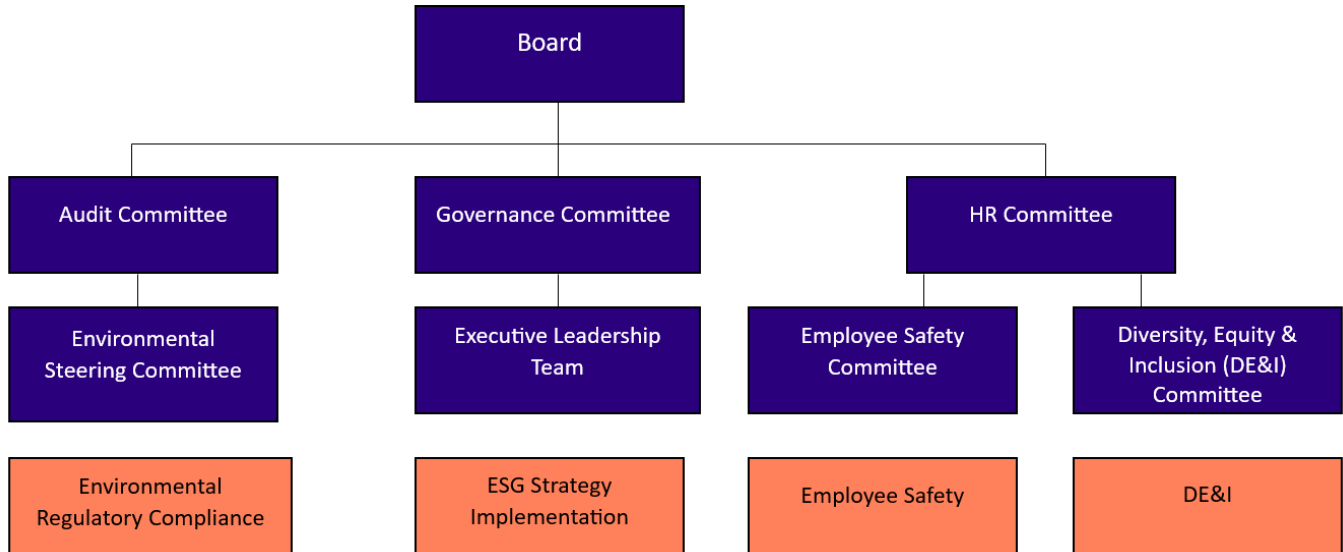 Board
Audit Committee
Governance Committee
HR Committee
Environmental
Steering Committee
Executive Leadership
Team
Employee Safety
Committee
Diversity, Equity &
Inclusion (DE&I)
Committee
Environmental
Regulatory Compliance
ESG Strategy
Implementation
Employee Safety
DE&I